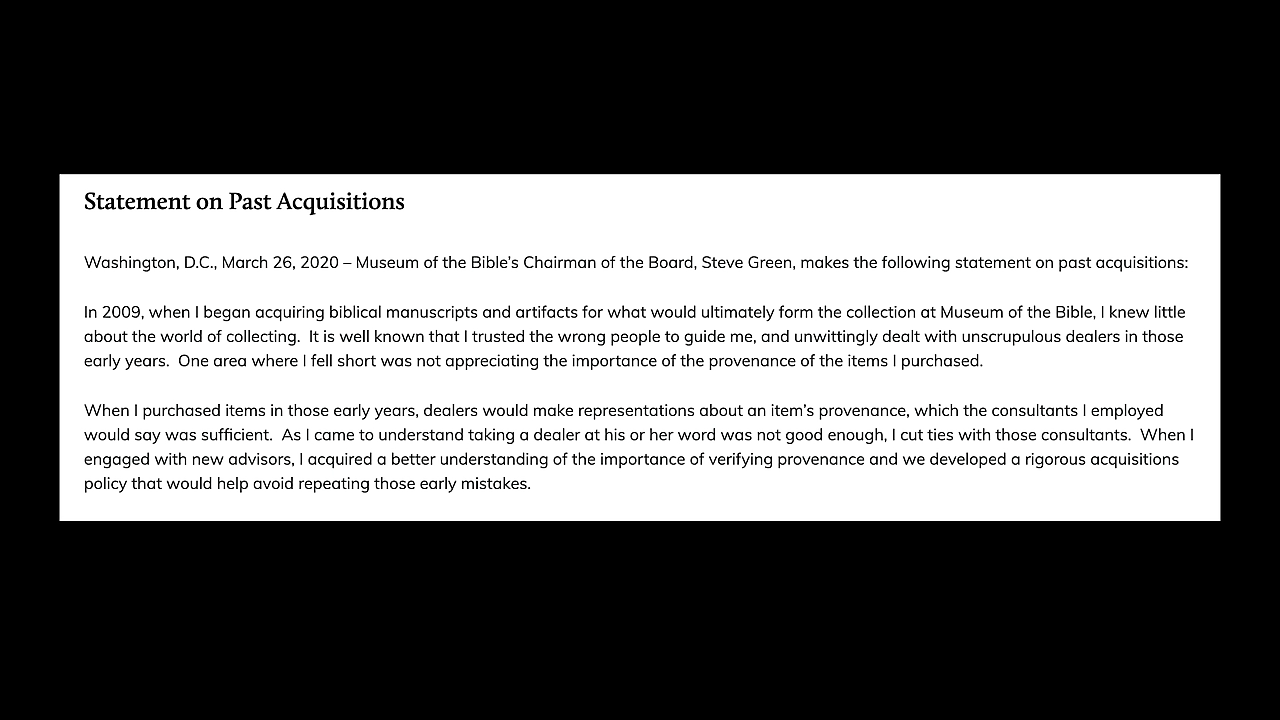 Statement on Past Acquisitions
Washington, D.C., March 26, 2020 – Museum of the Bible's Chairman of the Board, Steve Green, makes the following statement on past acquisitions:
In 2009, when I began acquiring biblical manuscripts and artifacts for what would ultimately form the collection at Museum of the Bible, I knew little
about the world of collecting.  It is well known that I trusted the wrong people to guide me, and unwittingly dealt with unscrupulous dealers in those
early years.  One area where I fell short was not appreciating the importance of the provenance of the items I purchased.
When I purchased items in those early years, dealers would make representations about an item's provenance, which the consultants I employed
would say was sufficient.  As I came to understand taking a dealer at his or her word was not good enough, I cut ties with those consultants.  When I
engaged with new advisors, I acquired a better understanding of the importance of verifying provenance and we developed a rigorous acquisitions
policy that would help avoid repeating those early mistakes.